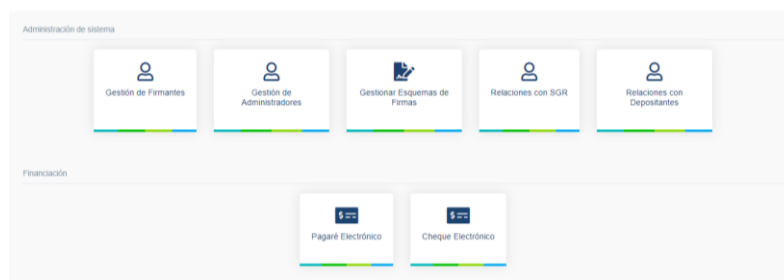 Administración de sistema
Gestión de Firmantes
Gestión de
Administradores
Gestionar Esquemas de
Firmas
Relaciones con SGR
Relaciones con
Depositantes
Financiación
$
Pagaré Electrónico
$
Cheque Electrónico